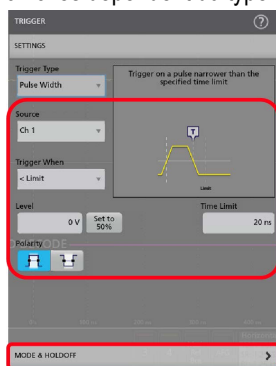 TRIGGER
?
SETTINGS
Trigger Type
Pulse Width
Trigger on a pulse narrower than the
specified time limit
Source
Ch 1
T
Trigger When
< Limit
Limit
Level
Time Limit
0 V
Set to
50%
20 ns
Polarity
MODE & HOLDOFF